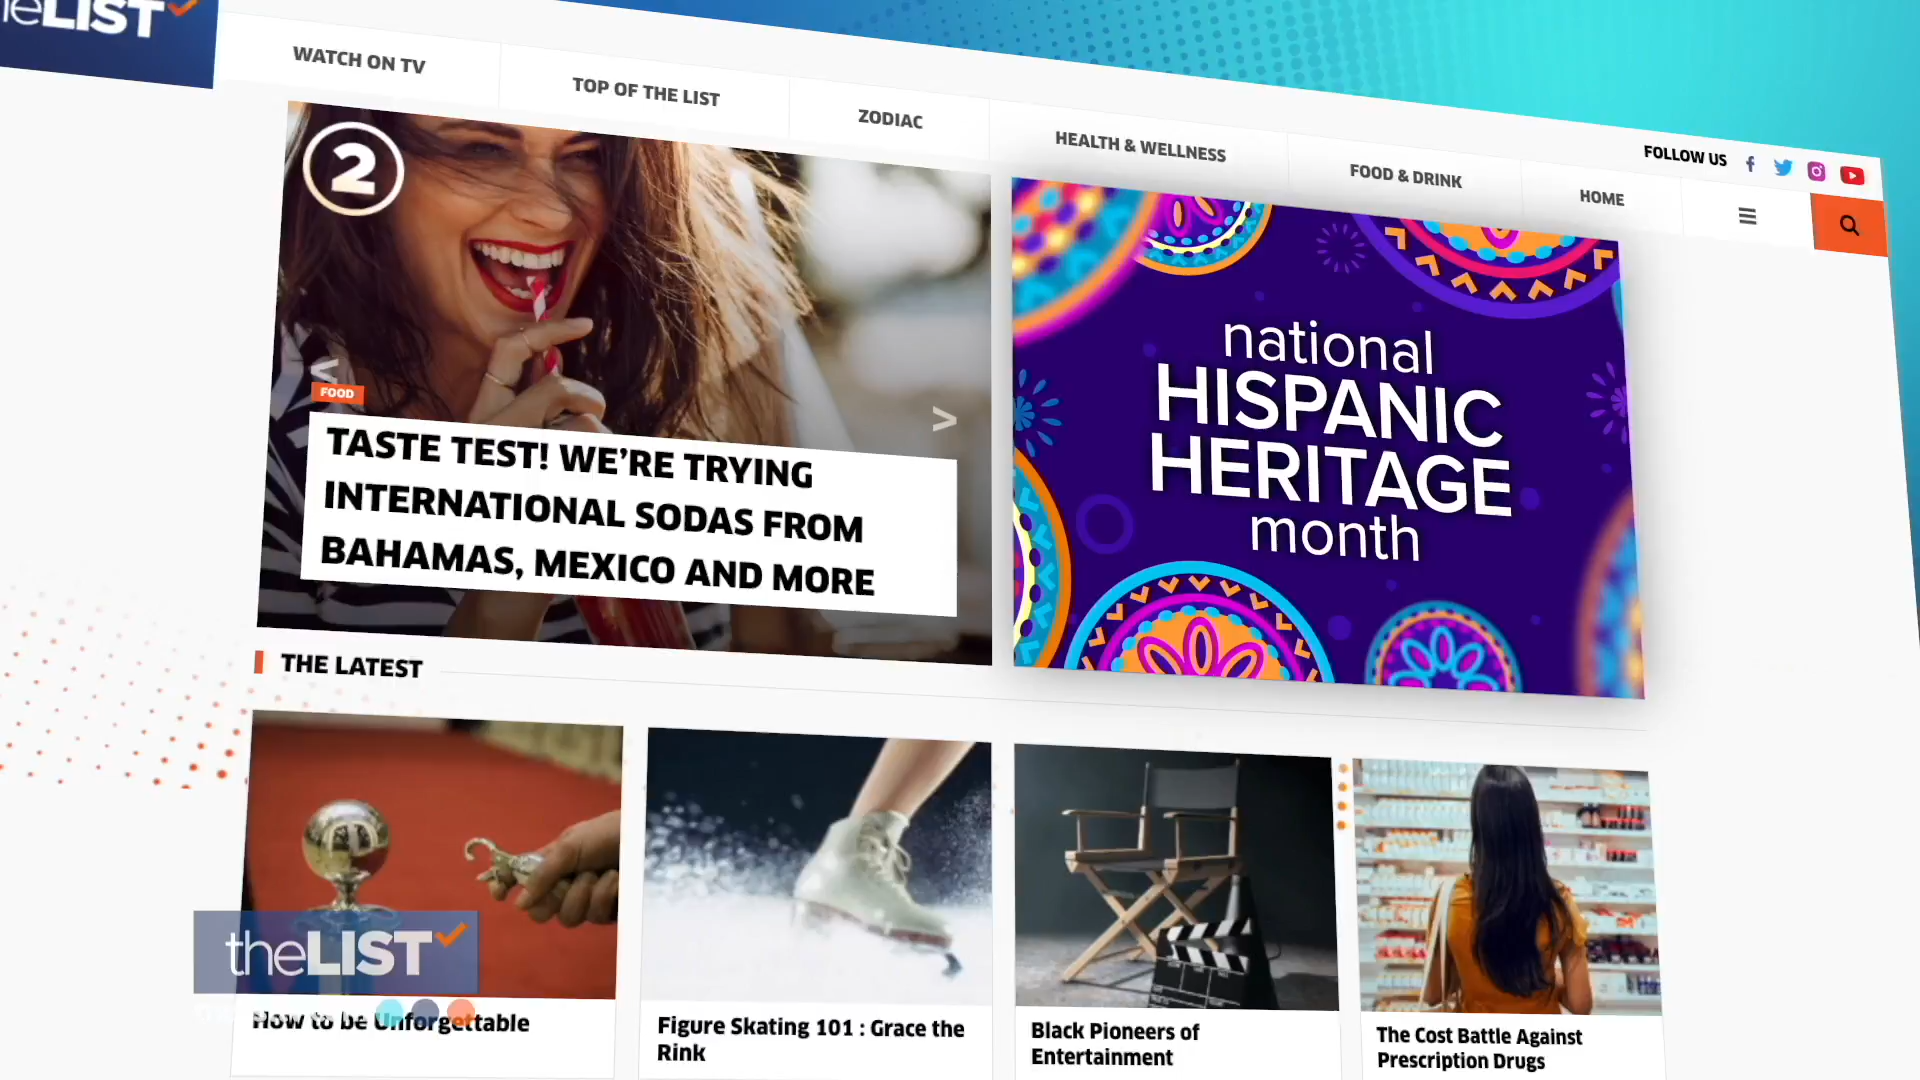 theLIST
WATCH ON TV
TOP OF THE LIST
ZODIAC
HEALTH & WELLNESS
FOOD & DRINK
HOME
FOLLOW US
2
<
FOOD
>
TASTE TEST! WE'RE TRYING
INTERNATIONAL SODAS FROM
BAHAMAS, MEXICO AND MORE
national
HISPANIC
HERITAGE
month
THE LATEST
theLIST
How to be Unforgettable
Figure Skating 101 : Grace the
Rink
Black Pioneers of
Entertainment
The Cost Battle Against
Prescription Drugs